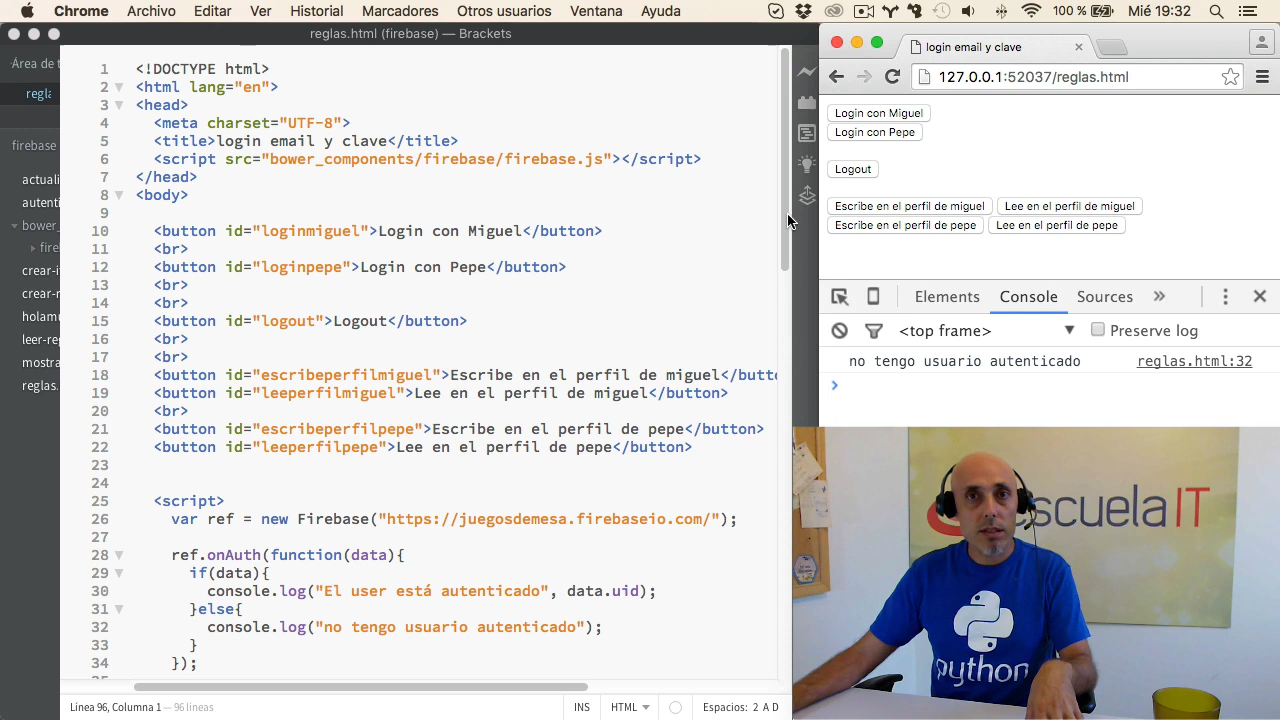 Chrome Archivo Editar Ver Historial Marcadores Otros usuarios Ventana Ayuda 100 % Mié 19:32
reglas.html (firebase) — Brackets
Área de t
regla
firebase
actuali
autenti
bower_
fire
crear-i
crear-r
holamu
leer-re
mostra
reglas.
1 <!DOCTYPE html>
2 <html lang="en">
3 <head>
4 <meta charset="UTF-8">
5 <title>login email y clave</title>
6 <script src="bower_components/firebase/firebase.js"></script>
7 </head>
8 <body>
9
10 <button id="loginmiguel">Login con Miguel</button>
11 <br>
12 <button id="loginpepe">Login con Pepe</button>
13 <br>
14 <br>
15 <button id="logout">Logout</button>
16 <br>
17 <br>
18 <button id="escribeperfilmiguel">Escribe en el perfil de miguel</butto
19 <button id="leeperfilmiguel">Lee en el perfil de miguel</button>
20 <br>
21 <button id="escribeperfilpepe">Escribe en el perfil de pepe</button>
22 <button id="leeperfilpepe">Lee en el perfil de pepe</button>
23
24
25 <script>
26 var ref = new Firebase("https://juegosdemesa.firebaseio.com/");
27
28 ref.onAuth(function(data){
29 if(data){
30 console.log("El user está autenticado", data.uid);
31 }else{
32 console.log("no tengo usuario autenticado");
33 }
34 });
Línea 96, Columna 1 — 96 líneas INS HTML Espacios: 2 A D
login email y clave
127.0.0.1:52037/reglas.html
Login con Miguel
Login con Pepe
Logout
Escribe en el perfil de miguel Lee en el perfil de miguel
Escribe en el perfil de pepe Lee en el perfil de pepe
Elements Console Sources »
<top frame> Preserve log
no tengo usuario autenticado reglas.html:32
escuelaIT
python